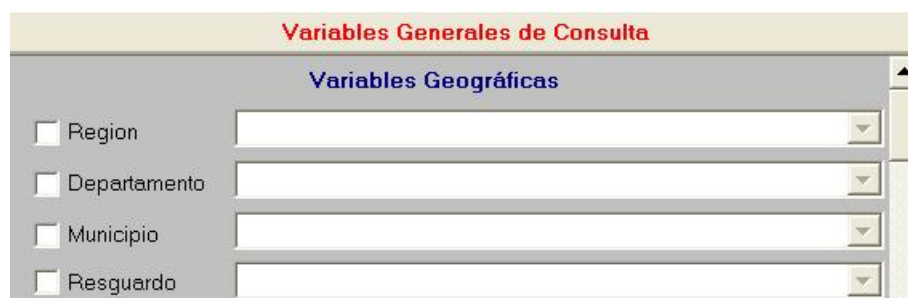 Variables Generales de Consulta
Variables Geográficas
Region
Departamento
Municipio
Resguardo